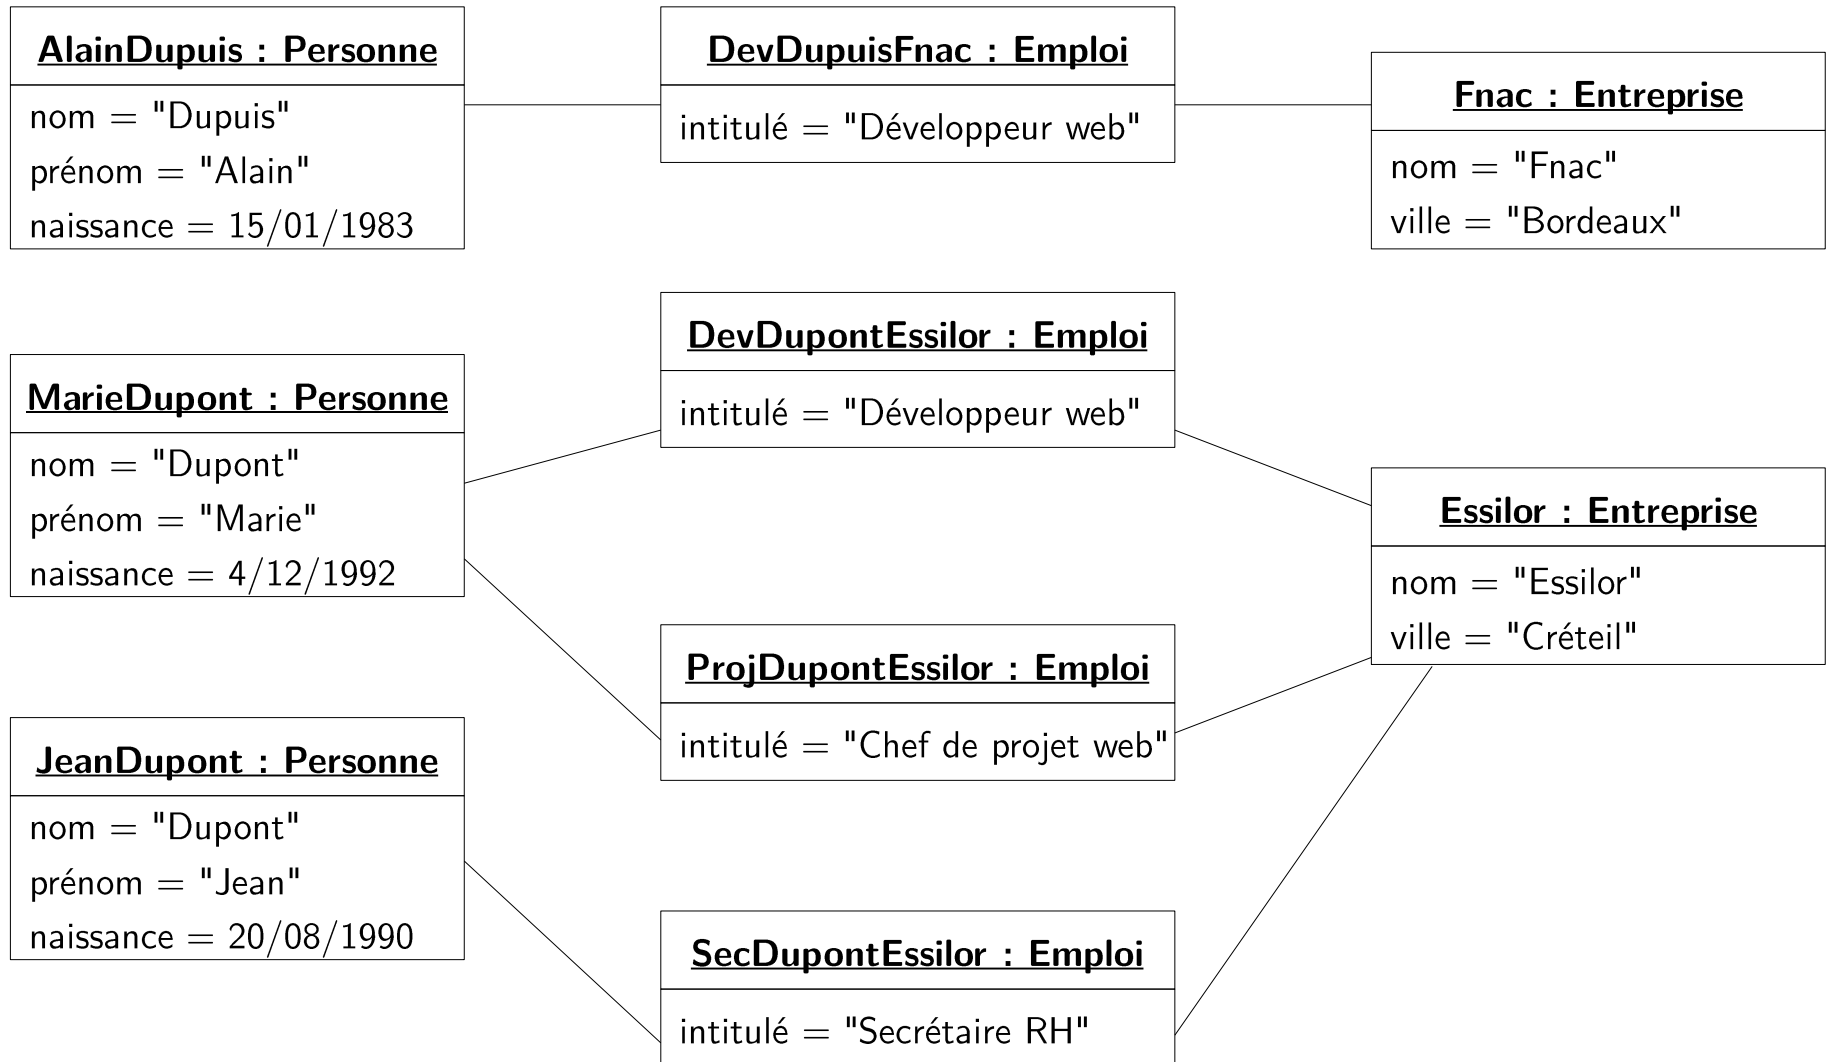 AlainDupuis : Personne
nom = "Dupuis"
prénom = "Alain"
naissance = 15/01/1983
DevDupuisFnac : Emploi
intitulé = "Développeur web"
Fnac : Entreprise
nom = "Fnac"
ville = "Bordeaux"
MarieDupont : Personne
nom = "Dupont"
prénom = "Marie"
naissance = 4/12/1992
DevDupontEssilor : Emploi
intitulé = "Développeur web"
Essilor : Entreprise
nom = "Essilor"
ville = "Créteil"
ProjDupontEssilor : Emploi
intitulé = "Chef de projet web"
JeanDupont : Personne
nom = "Dupont"
prénom = "Jean"
naissance = 20/08/1990
SecDupontEssilor : Emploi
intitulé = "Secrétaire RH"